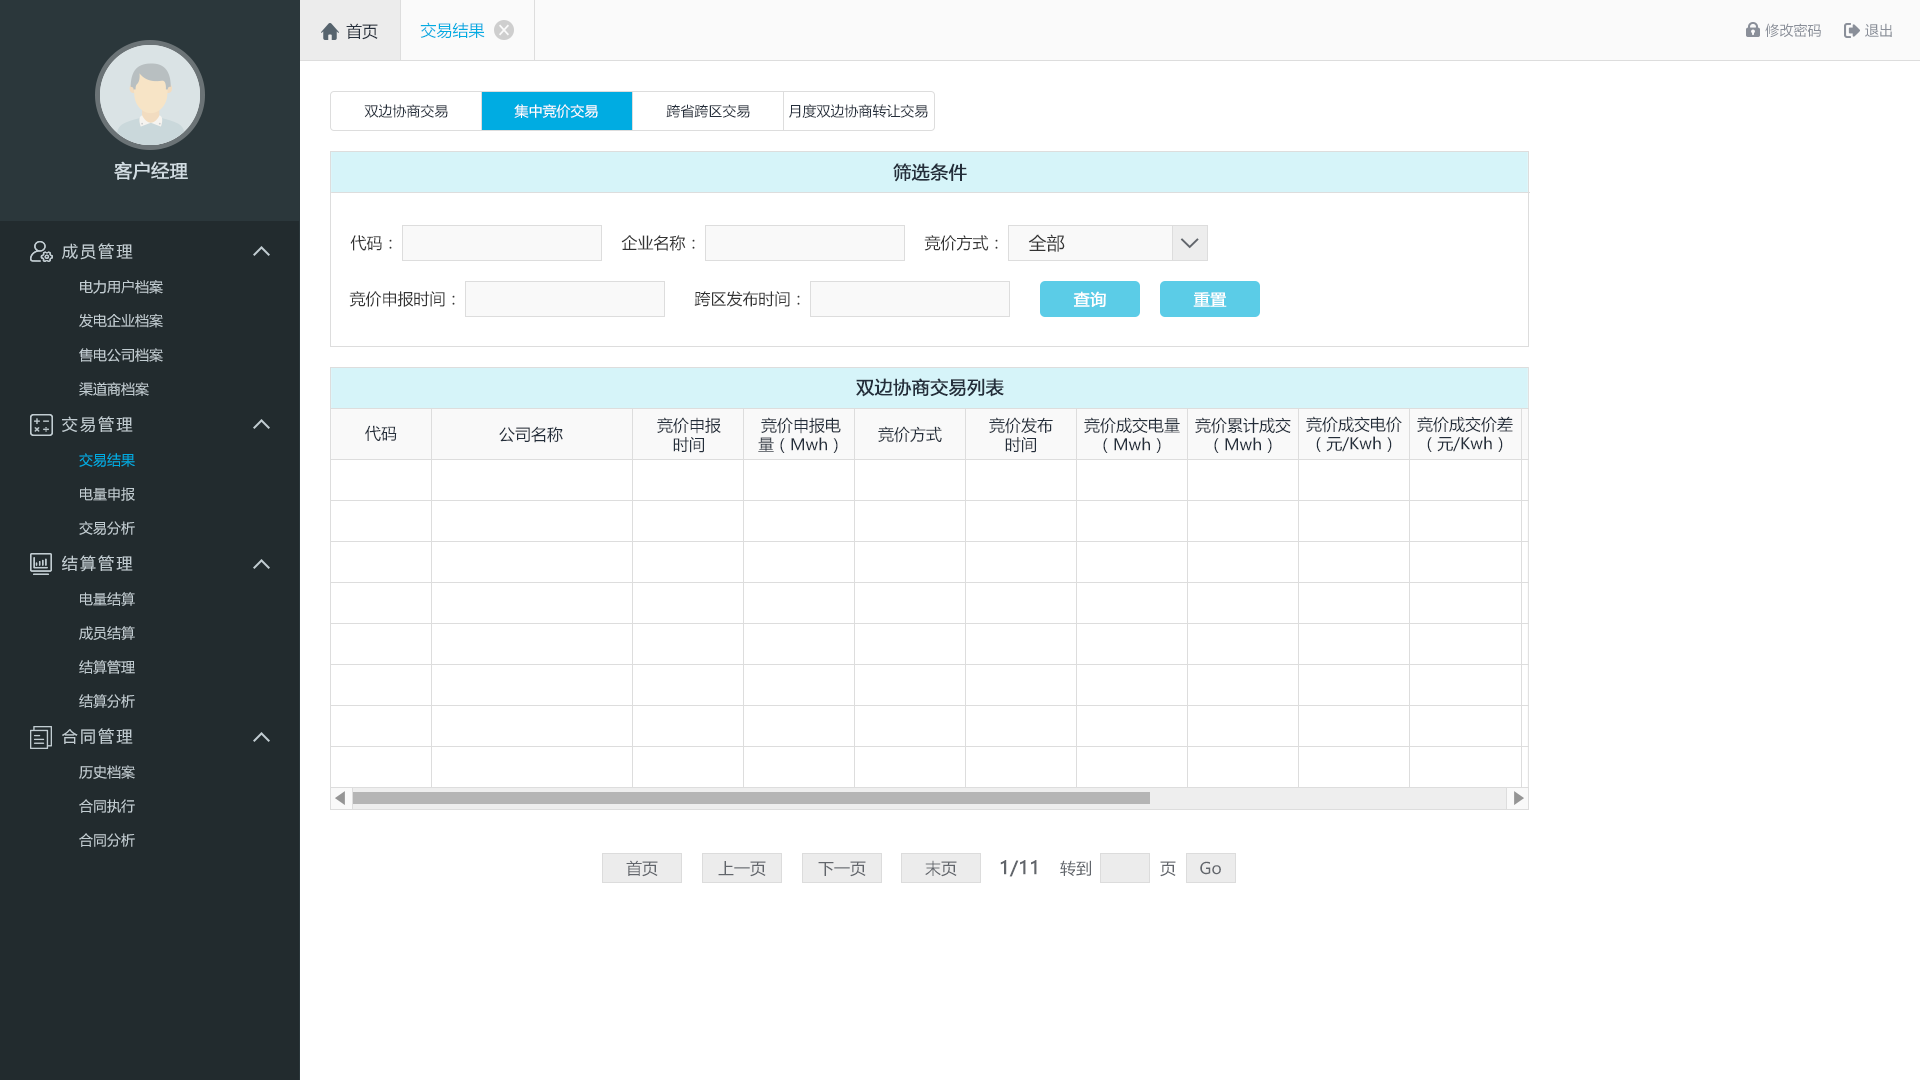 首页
交易结果
修改密码
退出
客户经理
成员管理
电力用户档案
发电企业档案
售电公司档案
渠道商档案
交易管理
交易结果
电量申报
交易分析
结算管理
电量结算
成员结算
结算管理
结算分析
合同管理
历史档案
合同执行
合同分析
双边协商交易
集中竞价交易
跨省跨区交易
月度双边协商转让交易
筛选条件
代码：
企业名称：
竞价方式：
全部
竞价申报时间：
跨区发布时间：
查询
重置
双边协商交易列表
代码
公司名称
竞价申报
时间
竞价申报电
量（Mwh）
竞价方式
竞价发布
时间
竞价成交电量
（Mwh）
竞价累计成交
（Mwh）
竞价成交电价
（元/Kwh）
竞价成交价差
（元/Kwh）
首页
上一页
下一页
末页
1/11
转到
页
Go